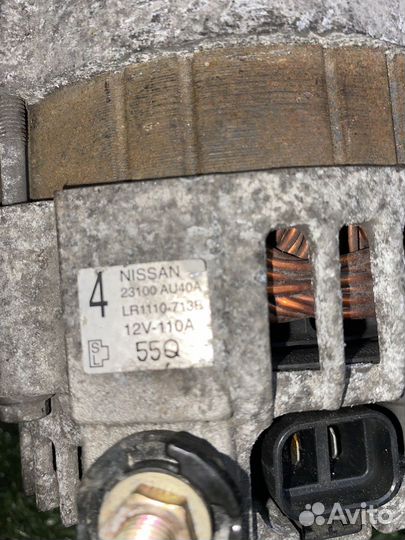 4
NISSAN
23100 AU40A
LR1110-713B
12V-110A
55Q
Avito